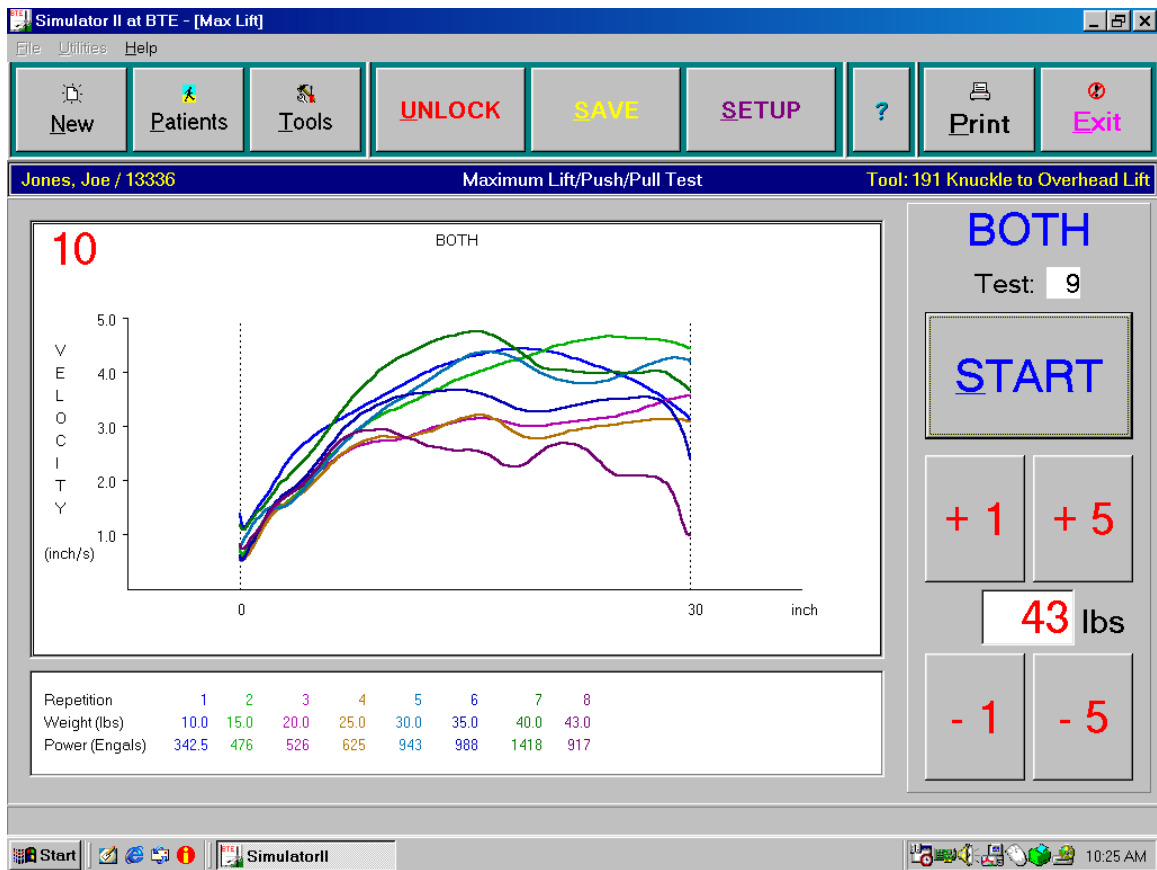 Simulator II at BTE - [Max Lift]
File Utilities Help
New Patients Tools UNLOCK SAVE SETUP ? Print Exit
Jones, Joe / 13336 Maximum Lift/Push/Pull Test Tool: 191 Knuckle to Overhead Lift
10
BOTH
5.0
4.0
3.0
2.0
1.0
VELOCITY
(inch/s)
0 30 inch
Repetition 1 2 3 4 5 6 7 8
Weight (lbs) 10.0 15.0 20.0 25.0 30.0 35.0 40.0 43.0
Power (Engals) 342.5 476 526 625 943 988 1418 917
BOTH
Test: 9
START
+ 1 + 5
43 lbs
- 1 - 5
Start SimulatorII 10:25 AM